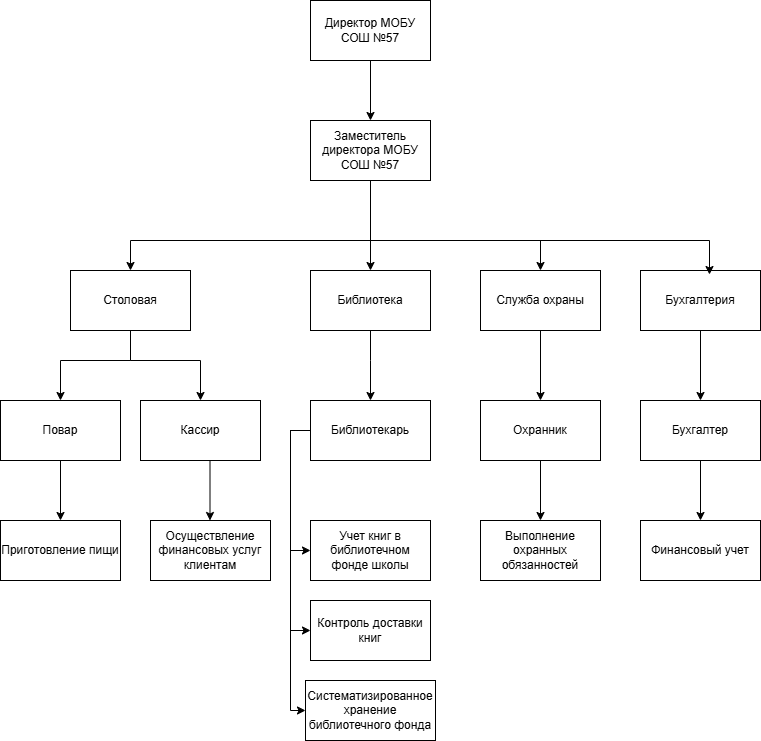 Директор МОБУ
СОШ №57
Заместитель
директора МОБУ
СОШ №57
Столовая
Библиотека
Служба охраны
Бухгалтерия
Повар
Кассир
Библиотекарь
Охранник
Бухгалтер
Приготовление пищи
Осуществление
финансовых услуг
клиентам
Учет книг в
библиотечном
фонде школы
Выполнение
охранных
обязанностей
Финансовый учет
Контроль доставки
книг
Систематизированное
хранение
библиотечного фонда